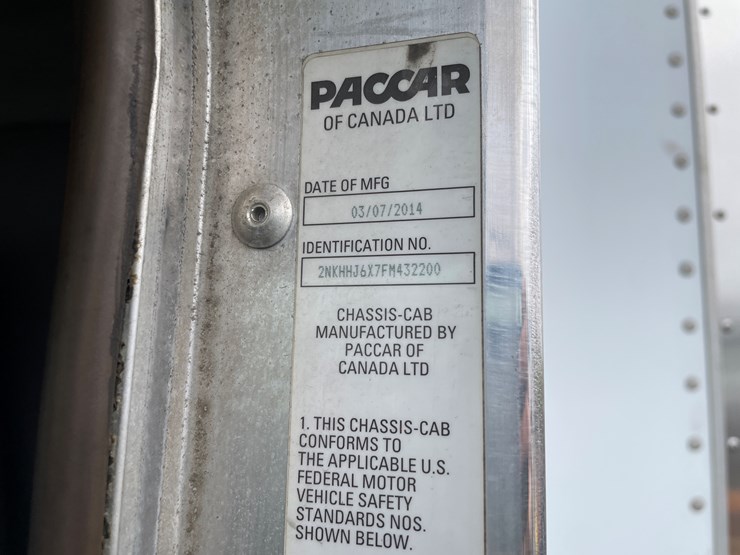 PACCAR
OF CANADA LTD
DATE OF MFG
03/07/2014
IDENTIFICATION NO.
2NKHHJ6X7FM432200
CHASSIS-CAB
MANUFACTURED BY
PACCAR OF
CANADA LTD
1. THIS CHASSIS-CAB
CONFORMS TO
THE APPLICABLE U.S.
FEDERAL MOTOR
VEHICLE SAFETY
STANDARDS NOS.
SHOWN BELOW.